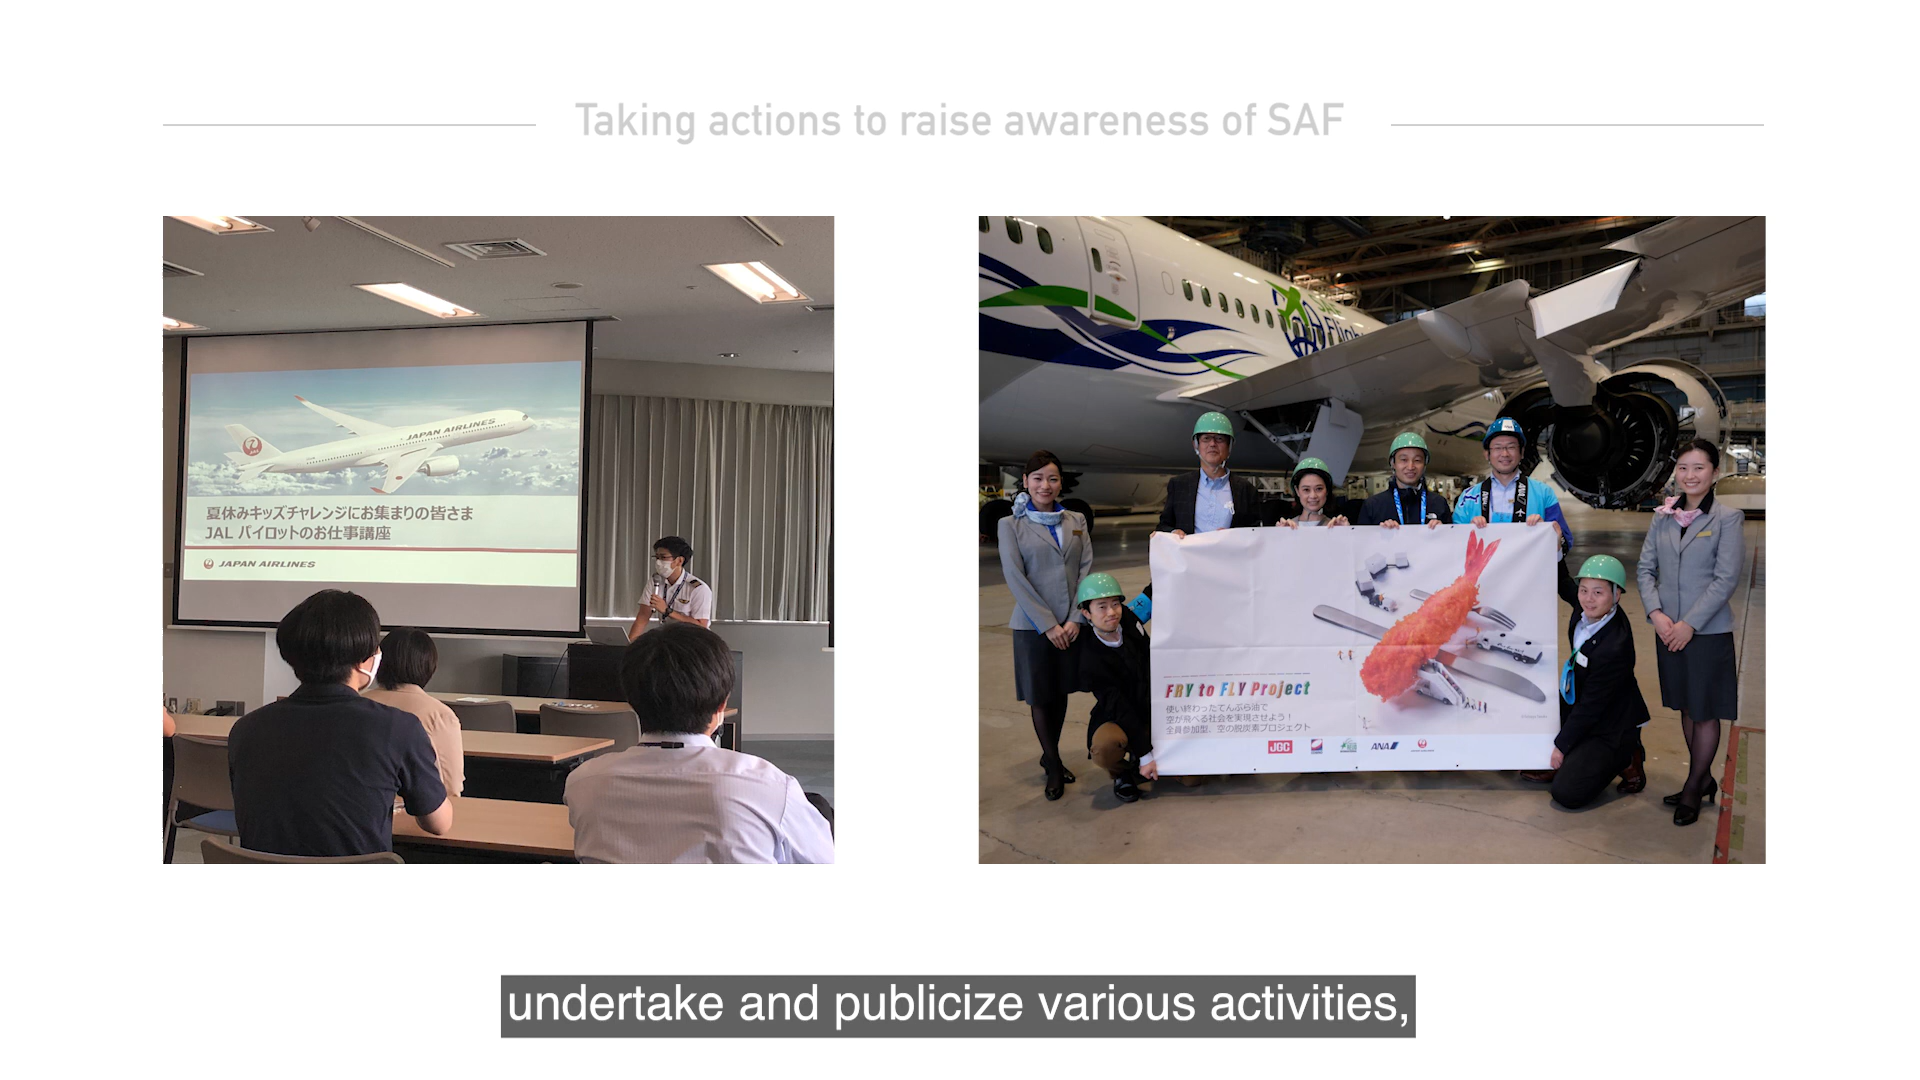 Taking actions to raise awareness of SAF
JAPAN AIRLINES
夏休みキッズチャレンジにお集まりの皆さま
JAL パイロットのお仕事講座
JAPAN AIRLINES
Flight
FRY to FLY Project
使い終わったてんぷら油で
空が飛べる社会を実現させよう！
全員参加型、空の脱炭素プロジェクト
JGC
ANA
undertake and publicize various activities,